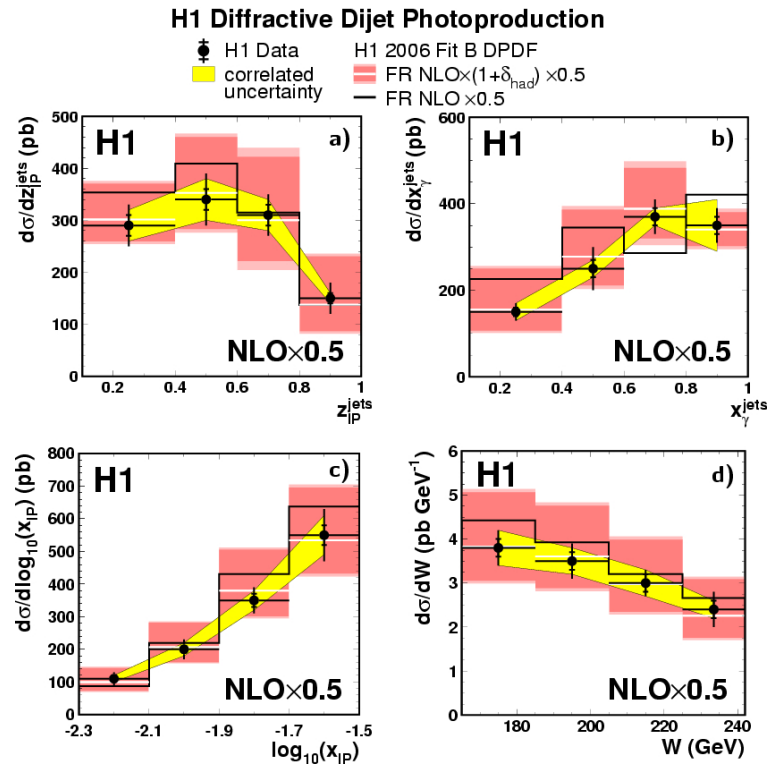 H1 Diffractive Dijet Photoproduction
H1 Data
correlated
uncertainty
H1 2006 Fit B DPDF
FR NLO×(1+δhad) ×0.5
FR NLO×0.5
dσ/dz_IP^jets (pb)
500
400
300
200
100
0
H1
a)
NLO×0.5
0.2
0.4
0.6
0.8
1
z_IP^jets
dσ/dx_γ^jets (pb)
600
400
200
0
H1
b)
NLO×0.5
0.2
0.4
0.6
0.8
1
x_γ^jets
dσ/dlog10(x_IP) (pb)
800
700
600
500
400
300
200
100
0
H1
c)
NLO×0.5
-2.3
-2.1
-1.9
-1.7
-1.5
log10(x_IP)
dσ/dW (pb GeV⁻¹)
6
5
4
3
2
1
0
H1
d)
NLO×0.5
180
200
220
240
W (GeV)